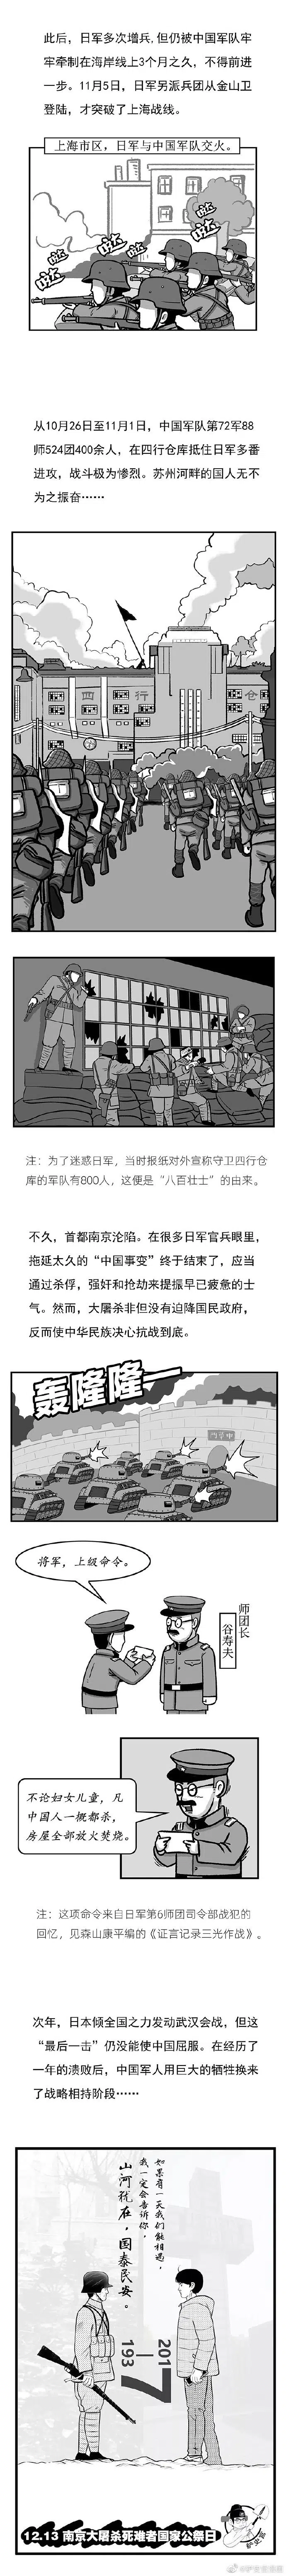 此后，日军多次增兵，但仍被中国军队牢
牢牵制在海岸线上3个月之久，不得前进
一步。11月5日，日军另派兵团从金山卫
登陆，才突破了上海战线。
上海市区，日军与中国军队交火。
哒
哒
哒
哒
哒
从10月26日至11月1日，中国军队第72军88
师524团400余人，在四行仓库抵住日军多番
进攻，战斗极为惨烈。苏州河畔的国人无不
为之振奋……
四行仓
注：为了迷惑日军，当时报纸对外宣称守卫四行仓
库的军队有800人，这便是“八百壮士”的由来。
不久，首都南京沦陷。在很多日军官兵眼里，
拖延太久的“中国事变”终于结束了，应当
通过杀俘，强奸和抢劫来提振早已疲惫的士
气。然而，大屠杀非但没有迫降国民政府，
反而使中华民族决心抗战到底。
轰隆隆—
将军，上级命令。
师团长
谷寿夫
不论妇女儿童，凡
中国人一概都杀，
房屋全部放火焚烧。
注：这项命令来自日军第6师团司令部战犯的
回忆，见森山康平编的《证言记录三光作战》。
次年，日本倾全国之力发动武汉会战，但这
“最后一击”仍没能使中国屈服。在经历了
一年的溃败后，中国军人用巨大的牺牲换来
了战略相持阶段……
如果有一天我们能相遇，
我一定会告诉你，
山河犹在，国泰民安。
201
193
7
12.13 南京大屠杀死难者国家公祭日